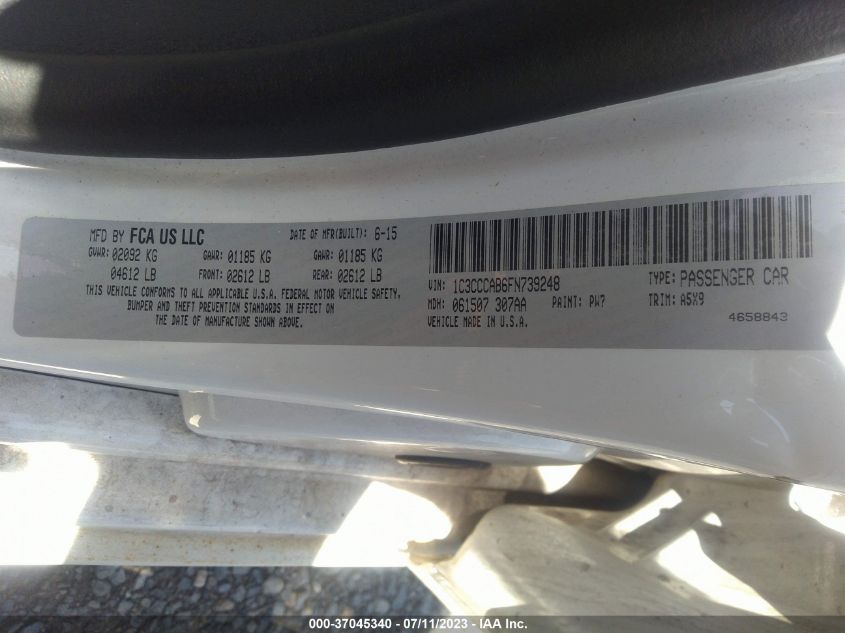 MFD BY FCA US LLC
DATE OF MFR(BUILT): 6-15
GVWR: 02092 KG GAWR: 01185 KG GAWR: 01185 KG
04612 LB FRONT: 02612 LB REAR: 02612 LB
THIS VEHICLE CONFORMS TO ALL APPLICABLE U.S.A. FEDERAL MOTOR VEHICLE SAFETY,
BUMPER AND THEFT PREVENTION STANDARDS IN EFFECT ON
THE DATE OF MANUFACTURE SHOWN ABOVE.
VIN: 1C3CCCAB6FN739248 TYPE: PASSENGER CAR
MDH: 061507 307AA PAINT: PW7 TRIM: A5X9
VEHICLE MADE IN U.S.A.
4658843
000-37045340 - 07/11/2023 - © IAA Inc.